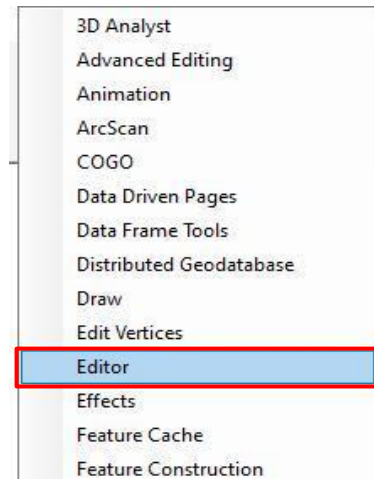 3D Analyst
Advanced Editing
Animation
ArcScan
COGO
Data Driven Pages
Data Frame Tools
Distributed Geodatabase
Draw
Edit Vertices
Editor
Effects
Feature Cache
Feature Construction